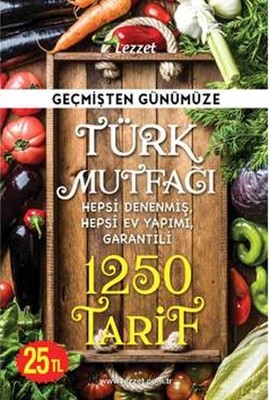 Lezzet
GEÇMİŞTEN GÜNÜMÜZE
TÜRK
MUTFAĞI
HEPSİ DENENMİŞ,
HEPSİ EV YAPIMI,
GARANTİLİ
1250
TARİF
25TL
www.lezzet.com.tr